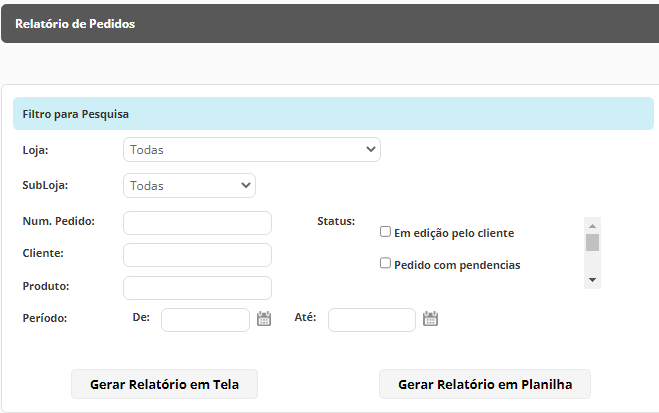 Relatório de Pedidos
Filtro para Pesquisa
Loja: Todas
SubLoja: Todas
Num. Pedido: Status:
Em edição pelo cliente
Cliente:
Pedido com pendencias
Produto:
Período: De: Até:
Gerar Relatório em Tela Gerar Relatório em Planilha